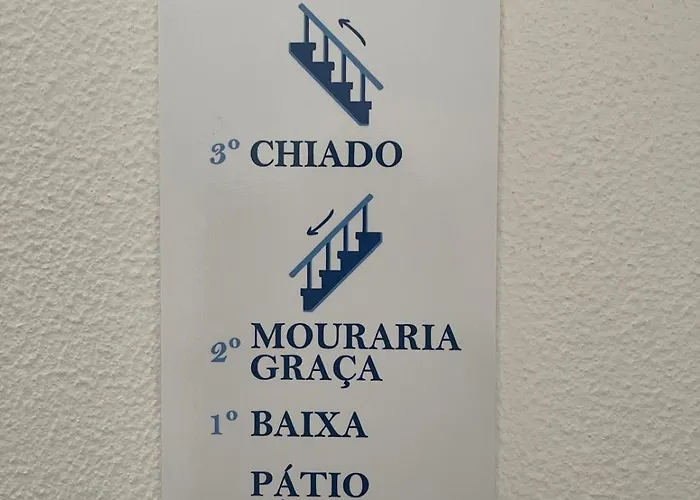 3º CHIADO
2º MOURARIA
GRAÇA
1º BAIXA
PÁTIO